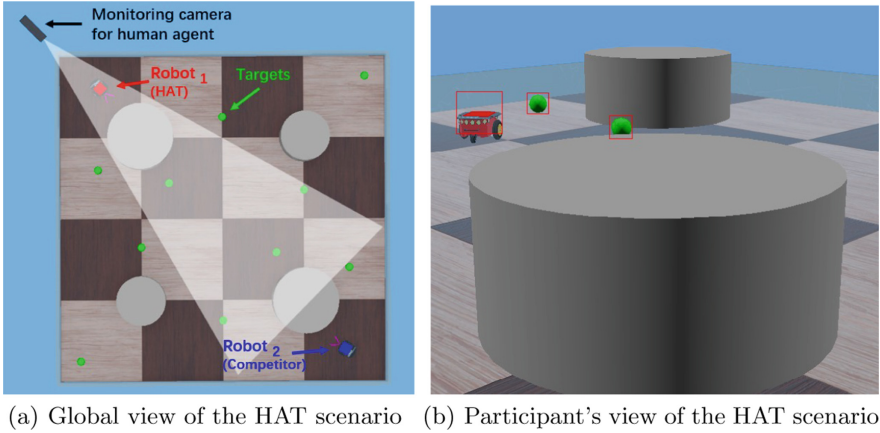 Monitoring camera
for human agent
Robot 1
(HAT)
Targets
Robot 2
(Competitor)
(a) Global view of the HAT scenario
(b) Participant's view of the HAT scenario